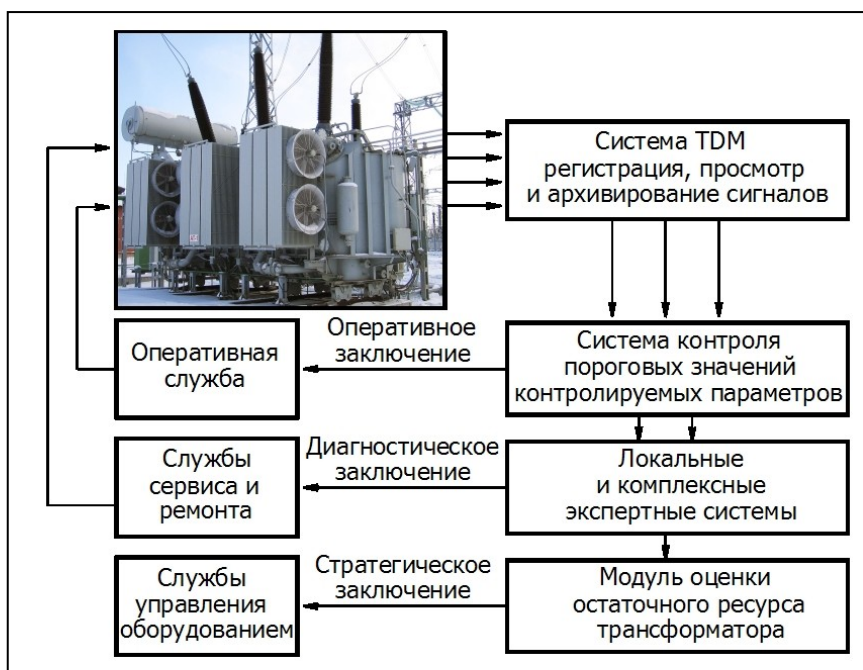 Система TDM
регистрация, просмотр
и архивирование сигналов
Оперативная
служба
Оперативное
заключение
Система контроля
пороговых значений
контролируемых параметров
Службы
сервиса и
ремонта
Диагностическое
заключение
Локальные
и комплексные
экспертные системы
Службы
управления
оборудованием
Стратегическое
заключение
Модуль оценки
остаточного ресурса
трансформатора